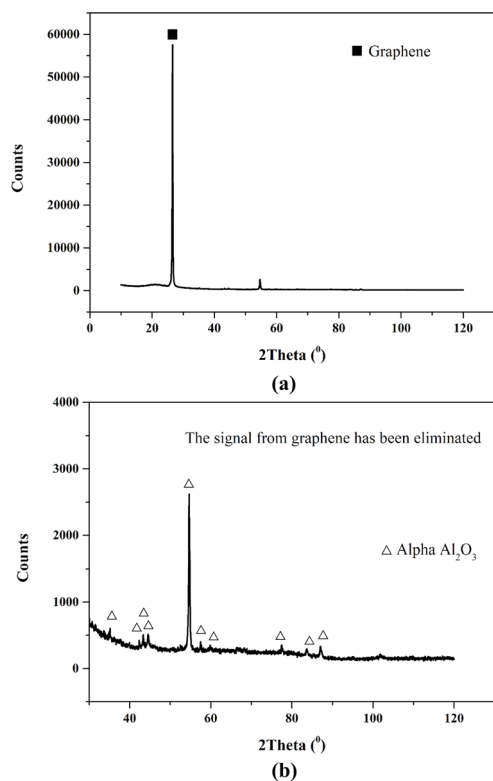 60000
50000
40000
30000
20000
10000
0
Counts
■ Graphene
0 20 40 60 80 100 120
2Theta (⁰)
(a)
4000
3000
2000
1000
0
Counts
The signal from graphene has been eliminated
△ Alpha Al₂O₃
40 60 80 100 120
2Theta (⁰)
(b)